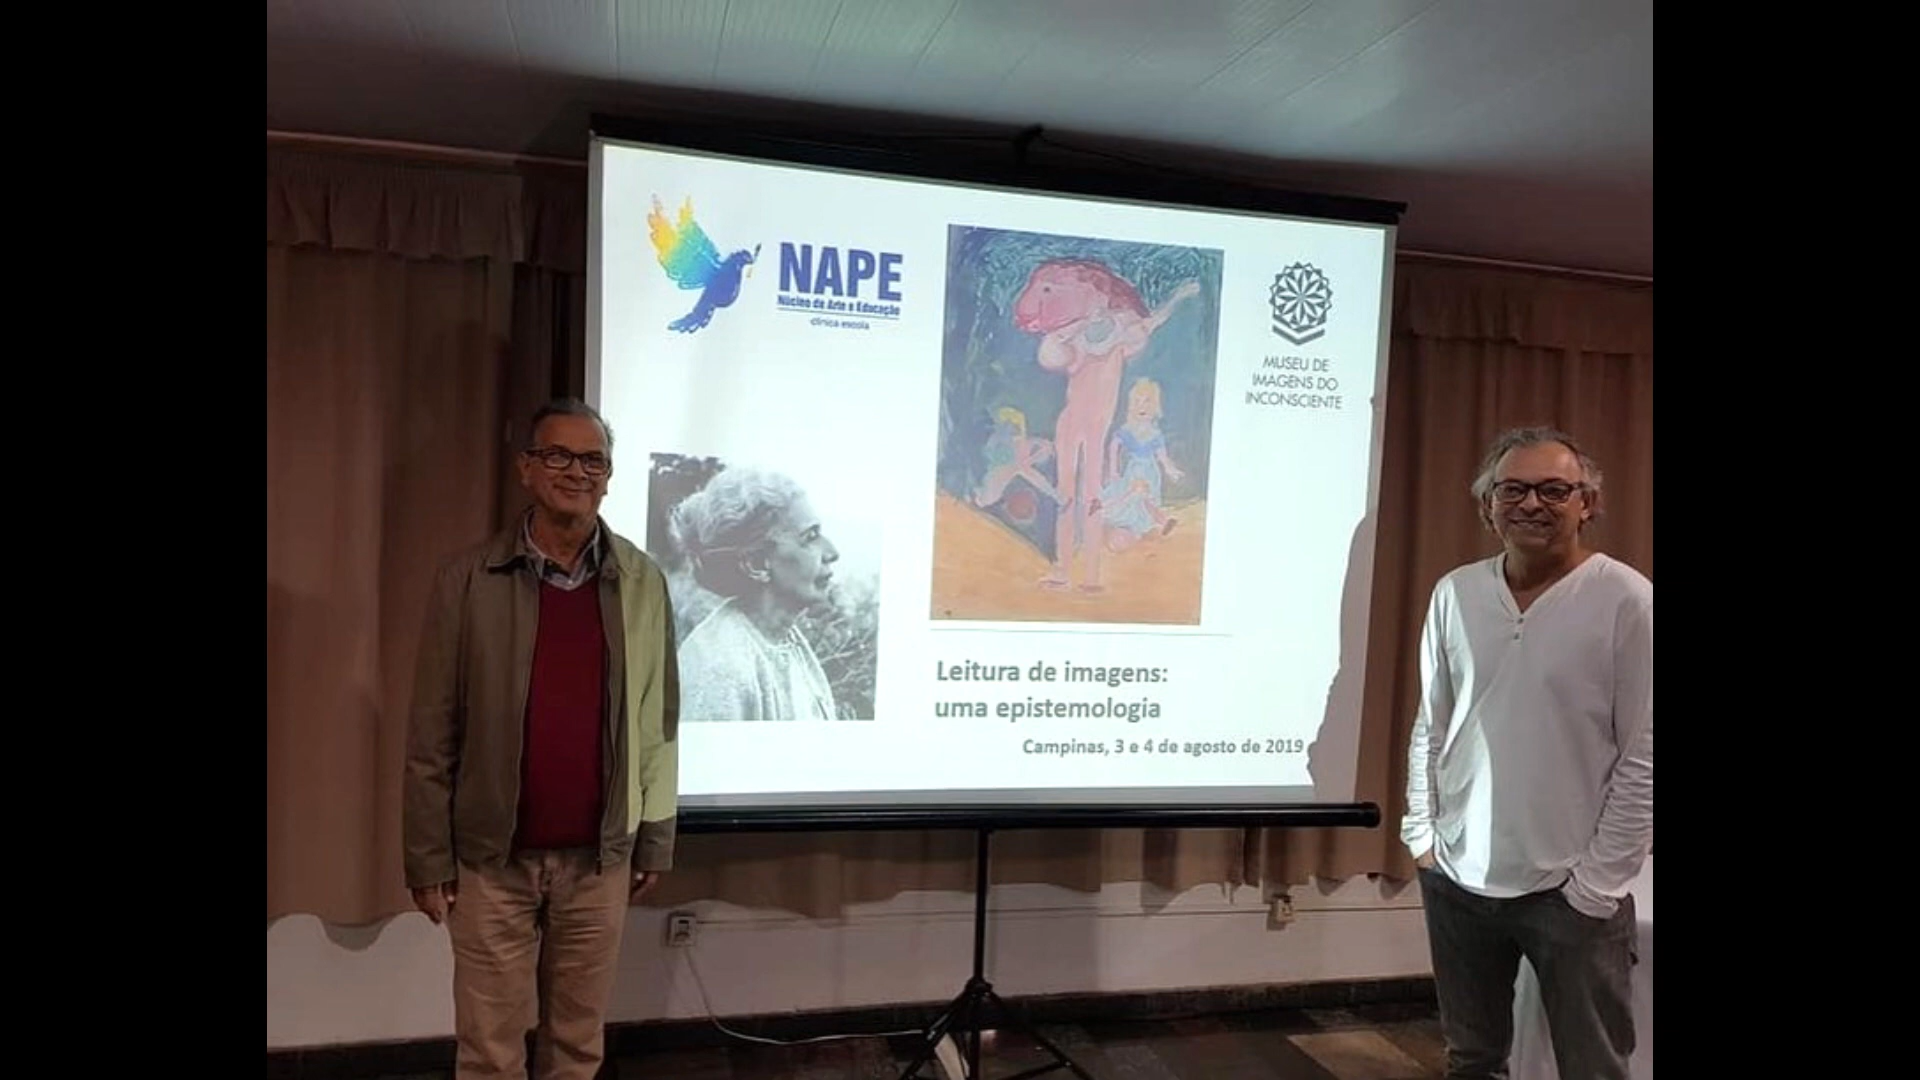 NAPE
Núcleo de Arte e Educação
clínica escola
MUSEU DE
IMAGENS DO
INCONSCIENTE
Leitura de imagens:
uma epistemologia
Campinas, 3 e 4 de agosto de 2019